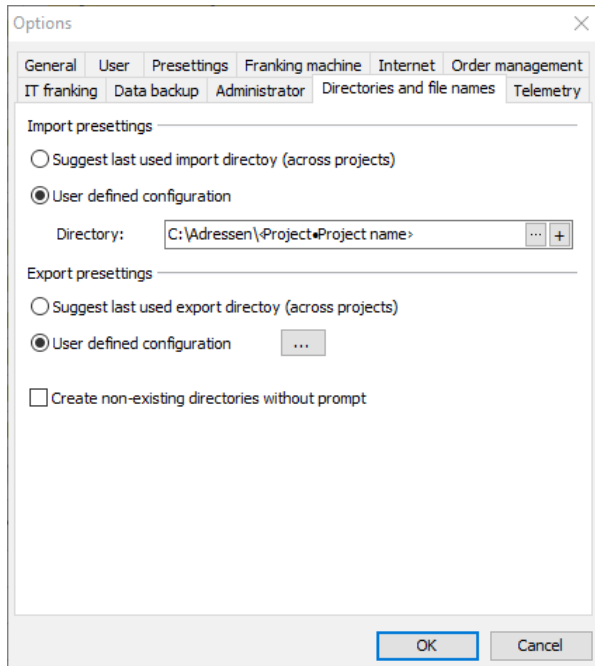 Options
General User Presettings Franking machine Internet Order management
IT franking Data backup Administrator Directories and file names Telemetry
Import presettings
Suggest last used import directoy (across projects)
User defined configuration
Directory: C:\Adressen\<Project•Project name> ... +
Export presettings
Suggest last used export directoy (across projects)
User defined configuration ...
Create non-existing directories without prompt
OK Cancel